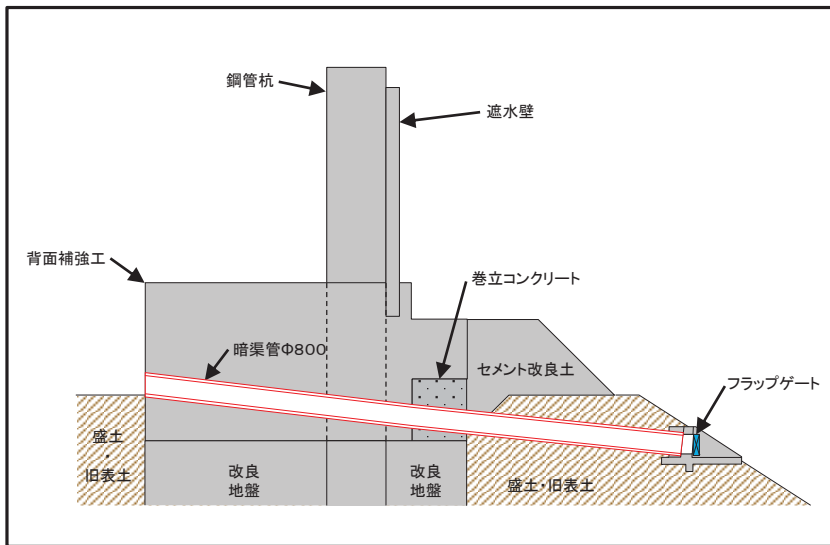 鋼管杭
遮水壁
背面補強工
巻立コンクリート
暗渠管Φ800
セメント改良土
フラップゲート
盛土
・
旧表土
改良
地盤
改良
地盤
盛土・旧表土